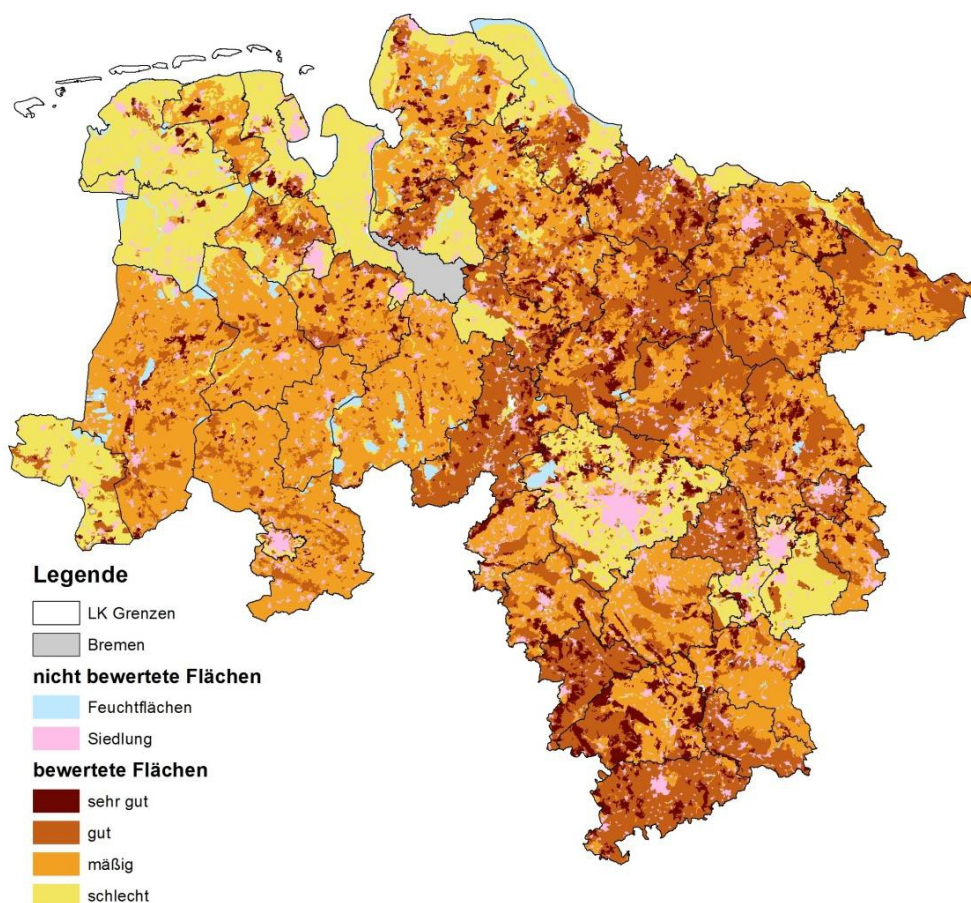 Legende
LK Grenzen
Bremen
nicht bewertete Flächen
Feuchtflächen
Siedlung
bewertete Flächen
sehr gut
gut
mäßig
schlecht